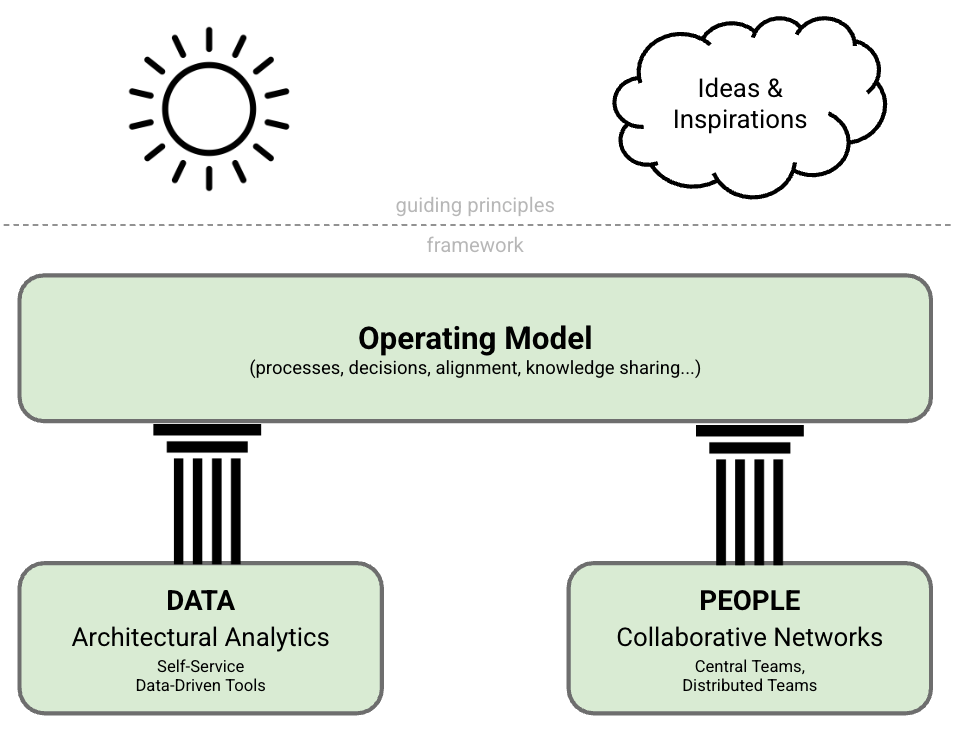 Ideas &
Inspirations
guiding principles
framework
Operating Model
(processes, decisions, alignment, knowledge sharing...)
DATA
Architectural Analytics
Self-Service
Data-Driven Tools
PEOPLE
Collaborative Networks
Central Teams,
Distributed Teams